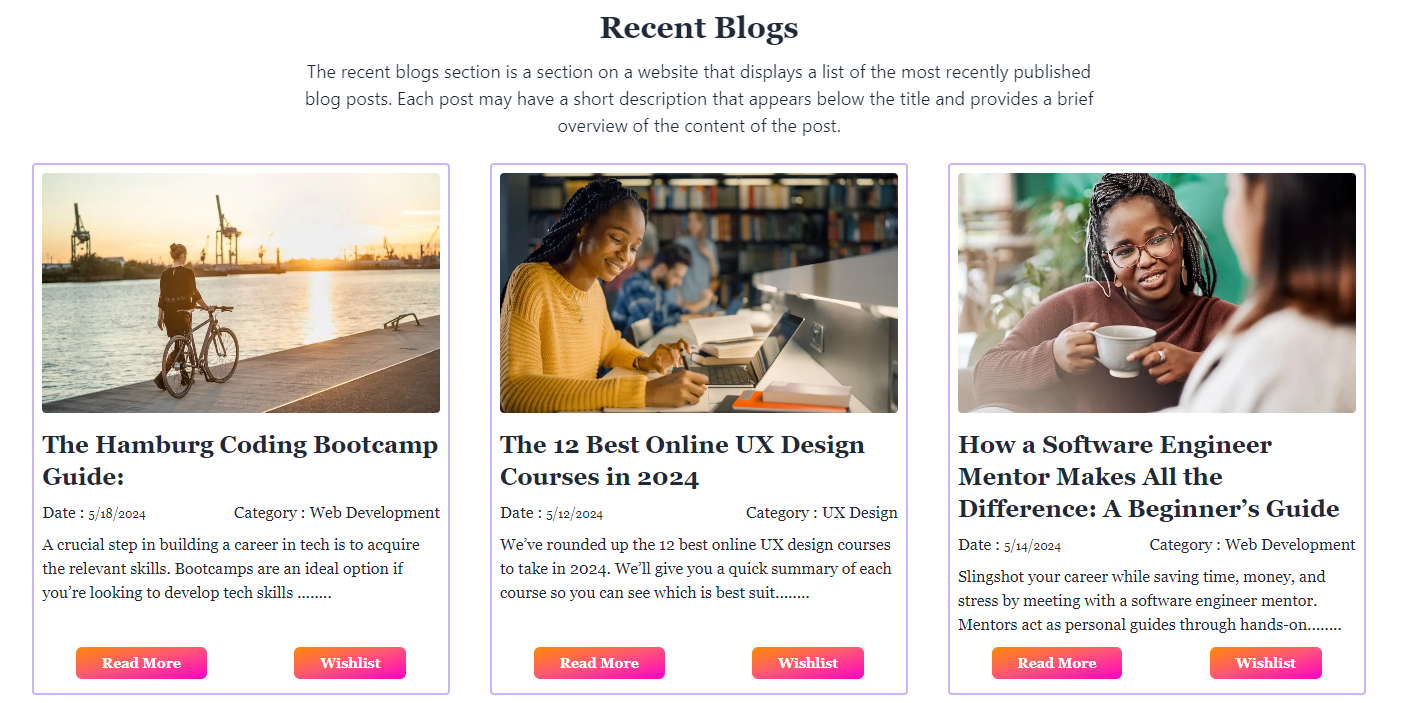 Recent Blogs
The recent blogs section is a section on a website that displays a list of the most recently published
blog posts. Each post may have a short description that appears below the title and provides a brief
overview of the content of the post.
The Hamburg Coding Bootcamp
Guide:
Date : 5/18/2024 Category : Web Development
A crucial step in building a career in tech is to acquire
the relevant skills. Bootcamps are an ideal option if
you’re looking to develop tech skills ........
Read More Wishlist
The 12 Best Online UX Design
Courses in 2024
Date : 5/12/2024 Category : UX Design
We’ve rounded up the 12 best online UX design courses
to take in 2024. We’ll give you a quick summary of each
course so you can see which is best suit........
Read More Wishlist
How a Software Engineer
Mentor Makes All the
Difference: A Beginner’s Guide
Date : 5/14/2024 Category : Web Development
Slingshot your career while saving time, money, and
stress by meeting with a software engineer mentor.
Mentors act as personal guides through hands-on........
Read More Wishlist